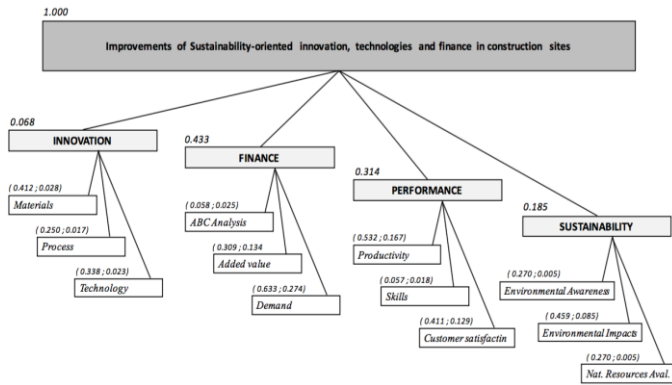 1.000
Improvements of Sustainability-oriented innovation, technologies and finance in construction sites
0.068
INNOVATION
(0.412 ; 0.028)
Materials
(0.250 ; 0.017)
Process
(0.338 ; 0.023)
Technology
0.433
FINANCE
(0.058 ; 0.025)
ABC Analysis
(0.309 ; 0.134
Added value
(0.633 ; 0.274)
Demand
0.314
PERFORMANCE
(0.532 ; 0.167)
Productivity
(0.057 ; 0.018)
Skills
(0.411 ; 0.129)
Customer satisfactin
0.185
SUSTAINABILITY
(0.270 ; 0.005)
Environmental Awareness
(0.459 ; 0.085)
Environmental Impacts
(0.270 ; 0.005)
Nat. Resources Aval.